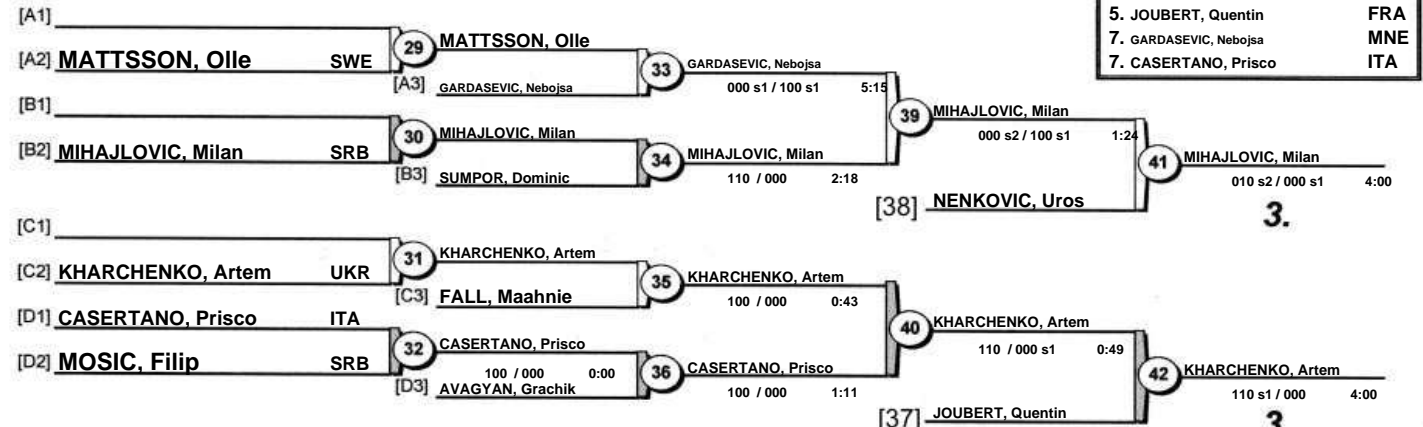 5. JOUBERT, Quentin FRA
7. GARDASEVIC, Nebojsa MNE
7. CASERTANO, Prisco ITA
[A1]
[A2] MATTSSON, Olle SWE
29
MATTSSON, Olle
[A3] GARDASEVIC, Nebojsa
33
GARDASEVIC, Nebojsa
000 s1 / 100 s1 5:15
[B1]
[B2] MIHAJLOVIC, Milan SRB
30
MIHAJLOVIC, Milan
[B3] SUMPOR, Dominic
34
MIHAJLOVIC, Milan
110 / 000 2:18
39
MIHAJLOVIC, Milan
000 s2 / 100 s1 1:24
[38] NENKOVIC, Uros
41
MIHAJLOVIC, Milan
010 s2 / 000 s1 4:00
3.
[C1]
[C2] KHARCHENKO, Artem UKR
31
KHARCHENKO, Artem
[C3] FALL, Maahnie
35
KHARCHENKO, Artem
100 / 000 0:43
[D1] CASERTANO, Prisco ITA
[D2] MOSIC, Filip SRB
32
CASERTANO, Prisco
100 / 000 0:00
[D3] AVAGYAN, Grachik
36
CASERTANO, Prisco
100 / 000 1:11
40
KHARCHENKO, Artem
110 / 000 s1 0:49
[37] JOUBERT, Quentin
42
KHARCHENKO, Artem
110 s1 / 000 4:00
3